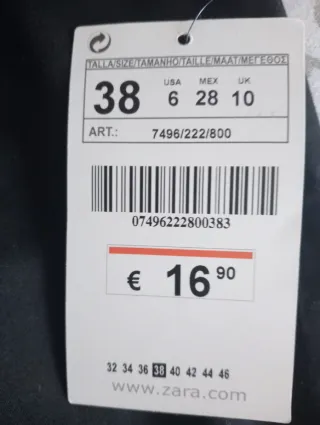 TALLA/SIZE/TAMANHO/TAILLE/MAAT/ΜΕΓΕΘΟΣ
38 USA 6 MEX 28 UK 10
ART.: 7496/222/800
07496222800383
€ 16 90
32 34 36 38 40 42 44 46
www.zara.com